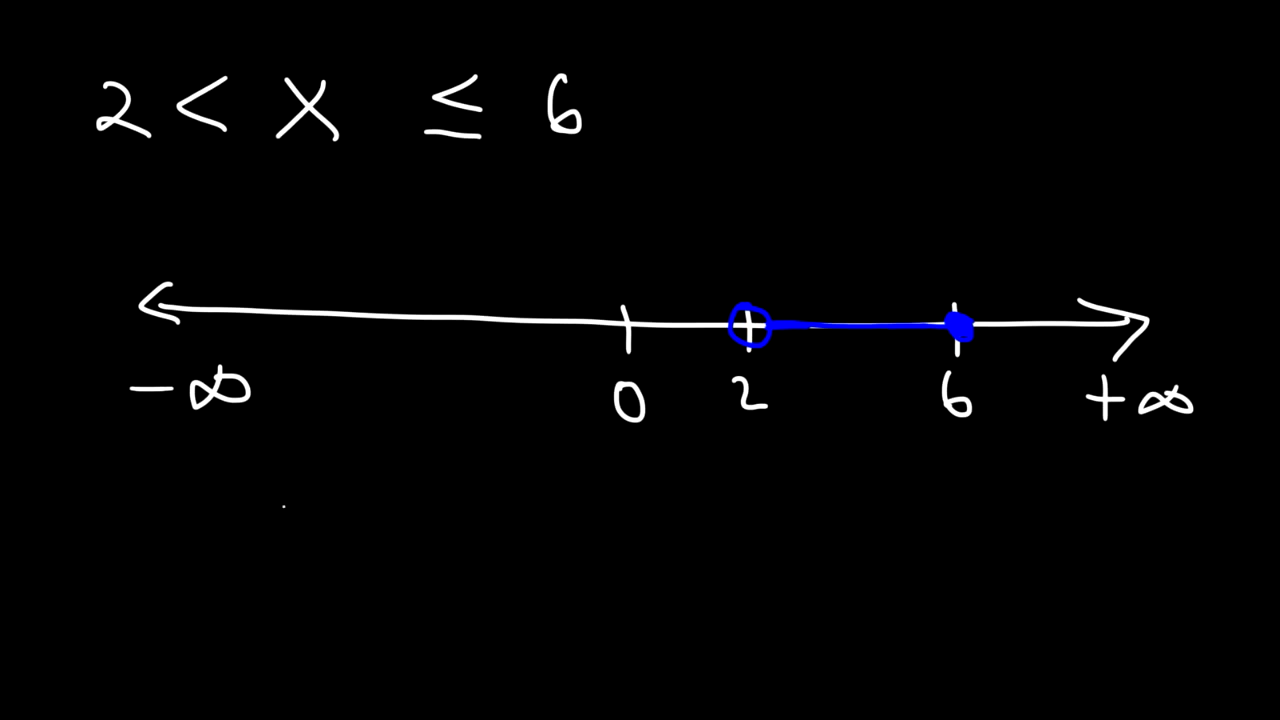 2 < x ≤ 6
-∞ 0 2 6 +∞